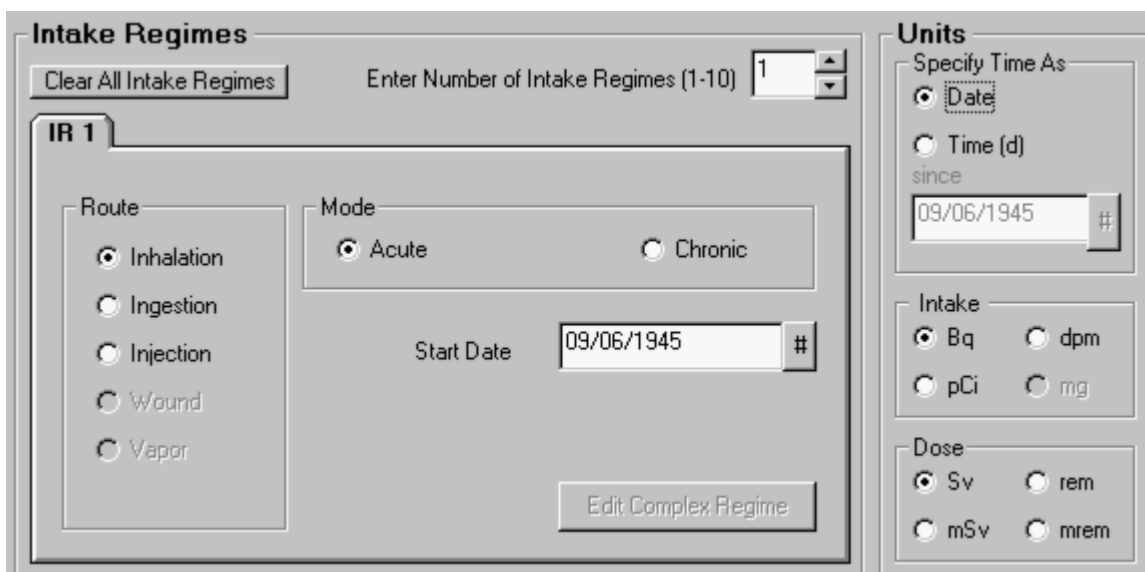 Intake Regimes
Clear All Intake Regimes
Enter Number of Intake Regimes (1-10)
1
IR 1
Route
Inhalation
Ingestion
Injection
Wound
Vapor
Mode
Acute
Chronic
Start Date
09/06/1945
#
Edit Complex Regime
Units
Specify Time As
Date
Time (d)
since
09/06/1945
#
Intake
Bq
dpm
pCi
mg
Dose
Sv
rem
mSv
mrem